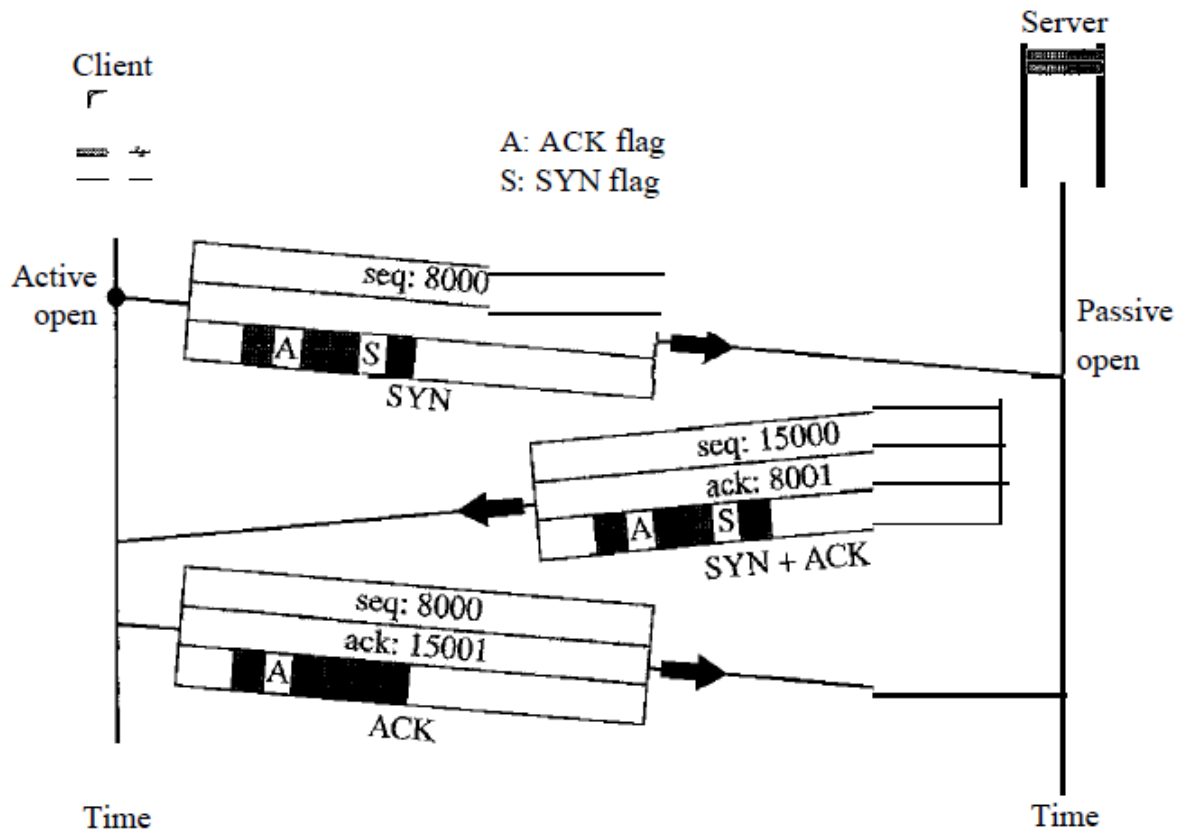 Server
Client
A: ACK flag
S: SYN flag
Active
open
seq: 8000
A S
SYN
Passive
open
seq: 15000
ack: 8001
A S
SYN + ACK
seq: 8000
ack: 15001
A
ACK
Time
Time